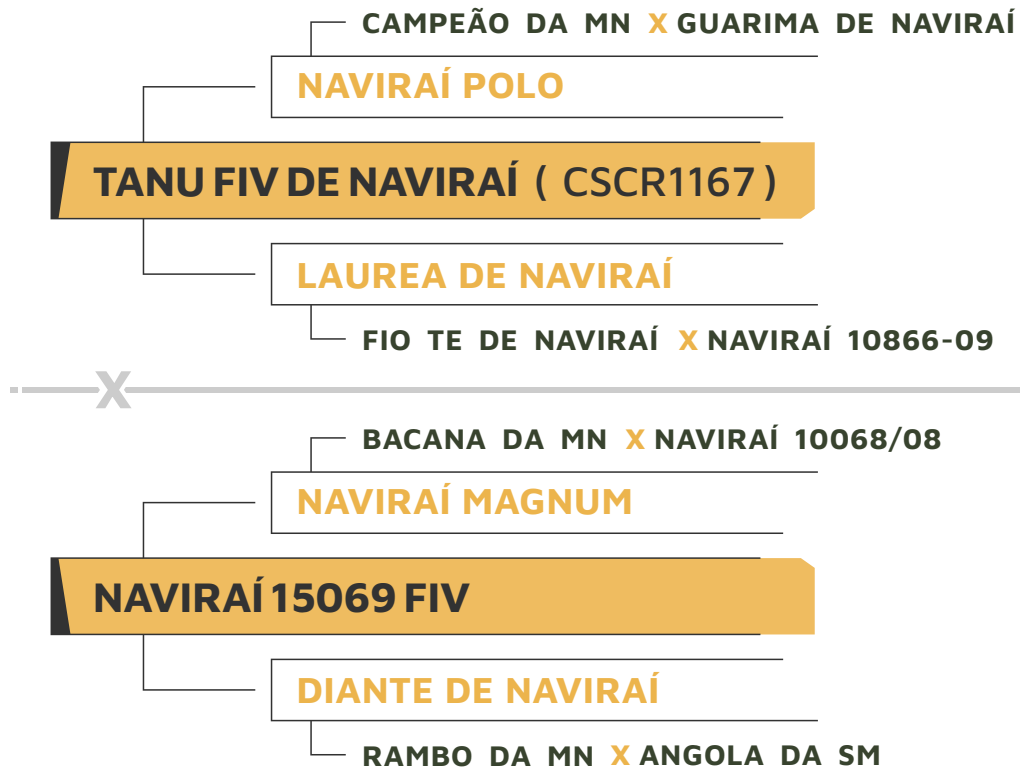 CAMPEÃO DA MN X GUARIMA DE NAVIRAÍ
NAVIRAÍ POLO
TANU FIV DE NAVIRAÍ ( CSCR1167 )
LAUREA DE NAVIRAÍ
FIO TE DE NAVIRAÍ X NAVIRAÍ 10866-09
X
BACANA DA MN X NAVIRAÍ 10068/08
NAVIRAÍ MAGNUM
NAVIRAÍ 15069 FIV
DIANTE DE NAVIRAÍ
RAMBO DA MN X ANGOLA DA SM